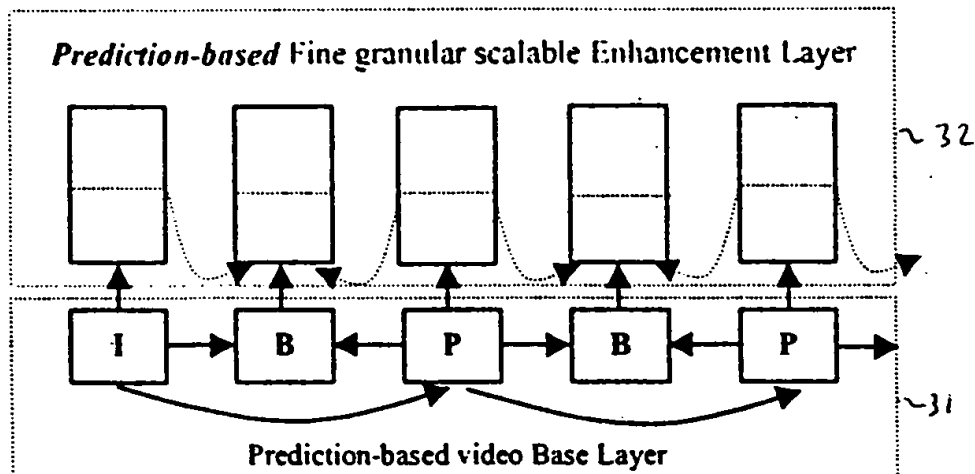 Prediction-based Fine granular scalable Enhancement Layer
32
I B P B P
31
Prediction-based video Base Layer